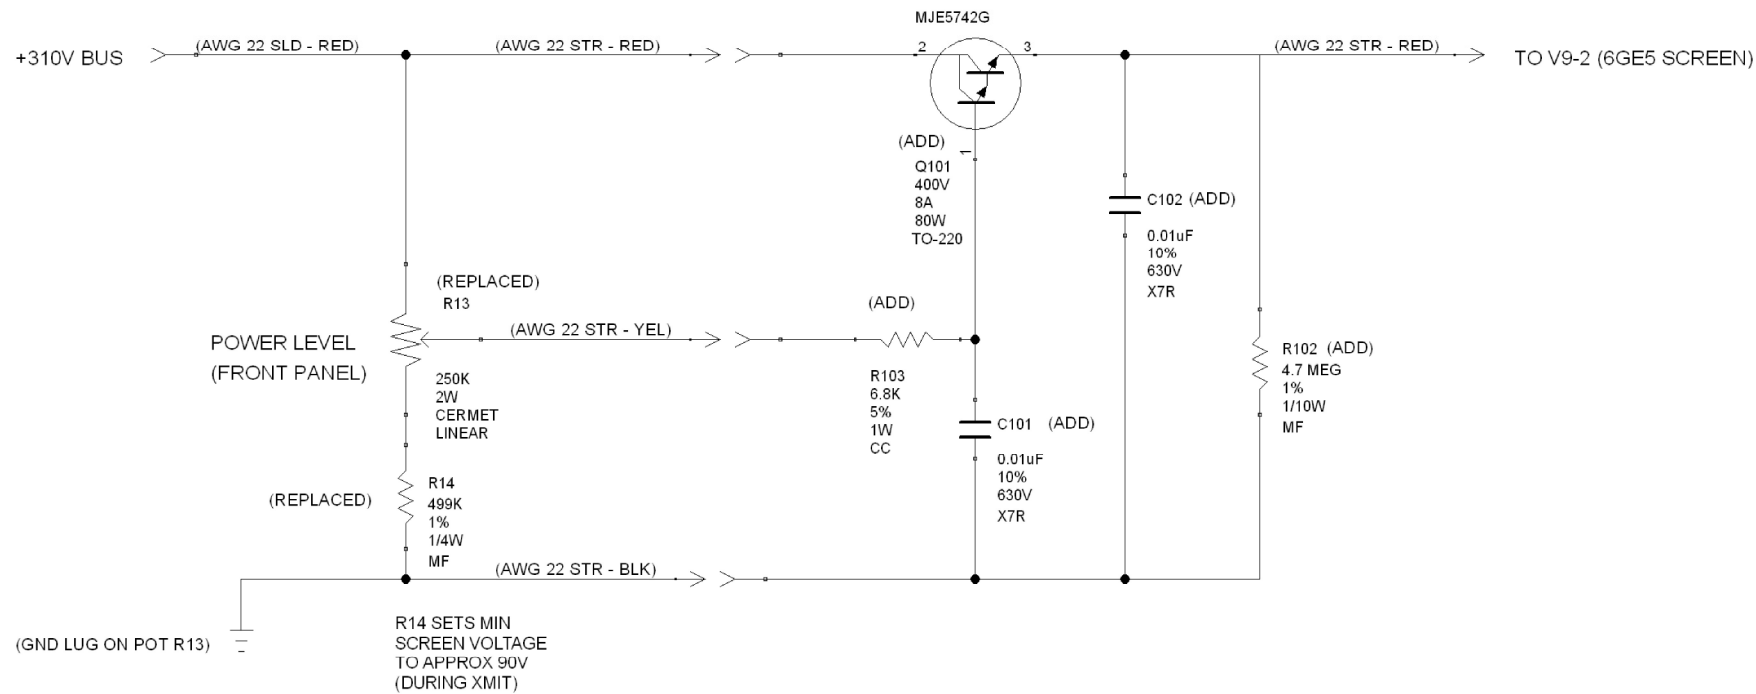 MJE5742G
+310V BUS
(AWG 22 SLD - RED)
(AWG 22 STR - RED)
2
3
(AWG 22 STR - RED)
TO V9-2 (6GE5 SCREEN)
(ADD)
1
Q101
400V
8A
80W
TO-220
C102 (ADD)
0.01uF
10%
630V
X7R
(REPLACED)
R13
(ADD)
POWER LEVEL
(FRONT PANEL)
(AWG 22 STR - YEL)
250K
2W
CERMET
LINEAR
R103
6.8K
5%
1W
CC
R102 (ADD)
4.7 MEG
1%
1/10W
MF
C101 (ADD)
0.01uF
10%
630V
X7R
(REPLACED)
R14
499K
1%
1/4W
MF
(AWG 22 STR - BLK)
(GND LUG ON POT R13)
R14 SETS MIN
SCREEN VOLTAGE
TO APPROX 90V
(DURING XMIT)